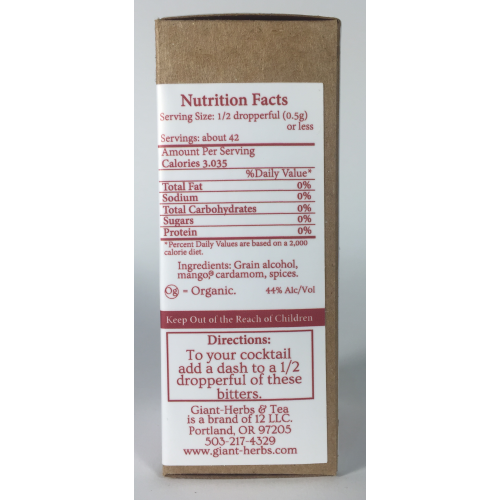 Nutrition Facts
Serving Size: 1/2 dropperful (0.5g)
or less
Servings: about 42
Amount Per Serving
Calories 3.035
%Daily Value*
Total Fat 0%
Sodium 0%
Total Carbohydrates 0%
Sugars 0%
Protein 0%
*Percent Daily Values are based on a 2,000
calorie diet.
Ingredients: Grain alcohol,
mango, cardamom, spices.
Og = Organic. 44% Alc/Vol
Keep Out of the Reach of Children
Directions:
To your cocktail
add a dash to a 1/2
dropperful of these
bitters.
Giant-Herbs & Tea
is a brand of 12 LLC.
Portland, OR 97205
503-217-4329
www.giant-herbs.com